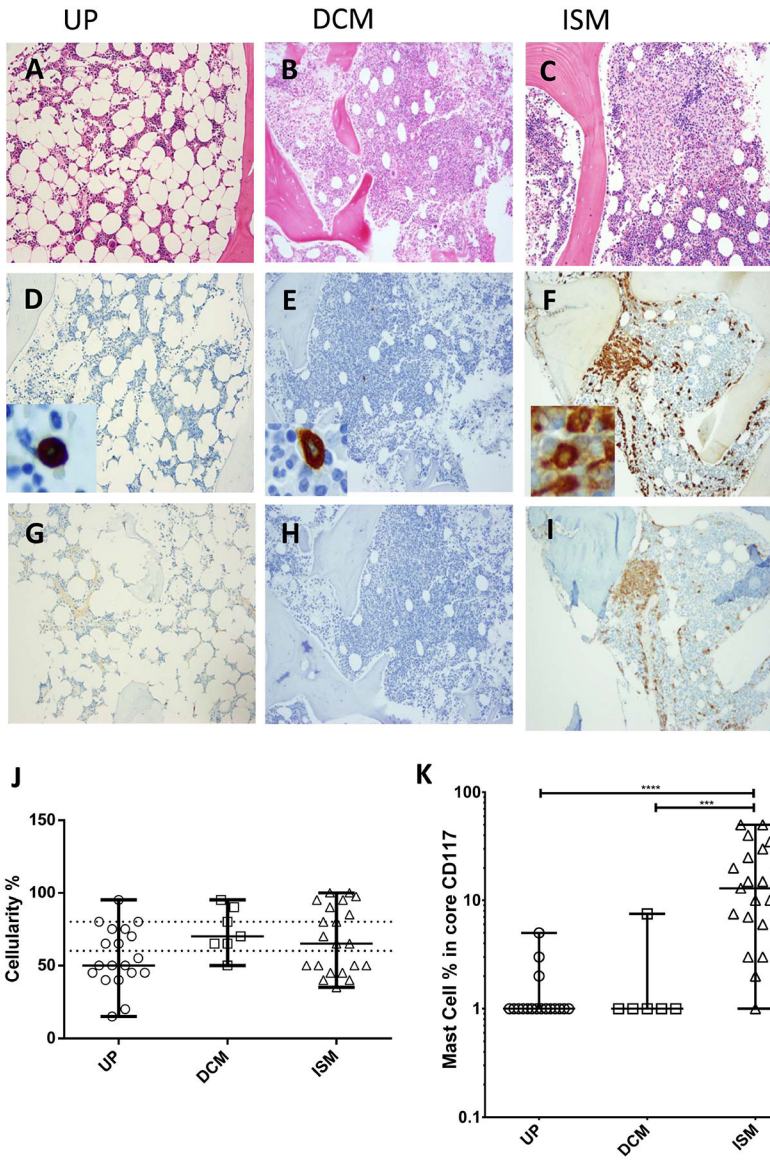 UP DCM ISM
A B C
D E F
G H I
J
150
100
50
0
Cellularity %
UP DCM ISM
K
**** 
***
100
10
1
0.1
Mast Cell % in core CD117
UP DCM ISM